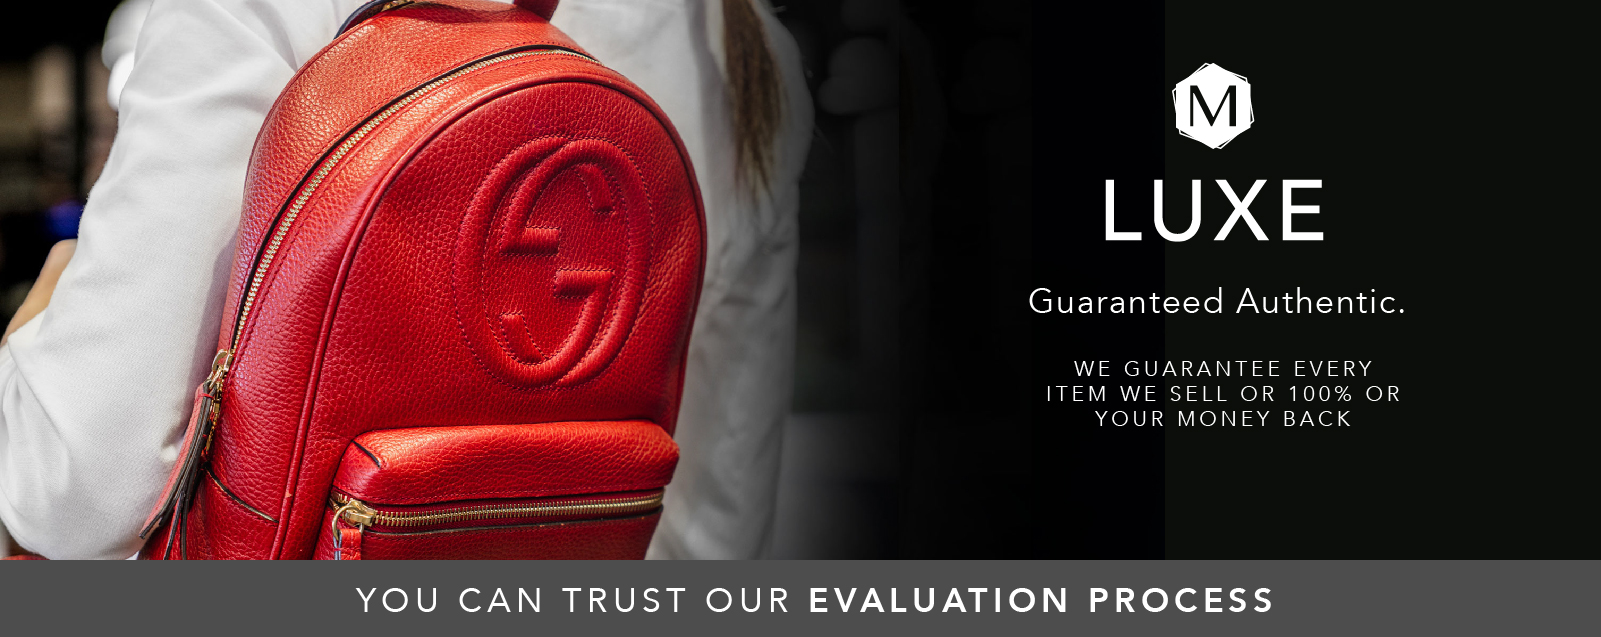 M
LUXE
Guaranteed Authentic.
WE GUARANTEE EVERY
ITEM WE SELL OR 100% OR
YOUR MONEY BACK
YOU CAN TRUST OUR EVALUATION PROCESS